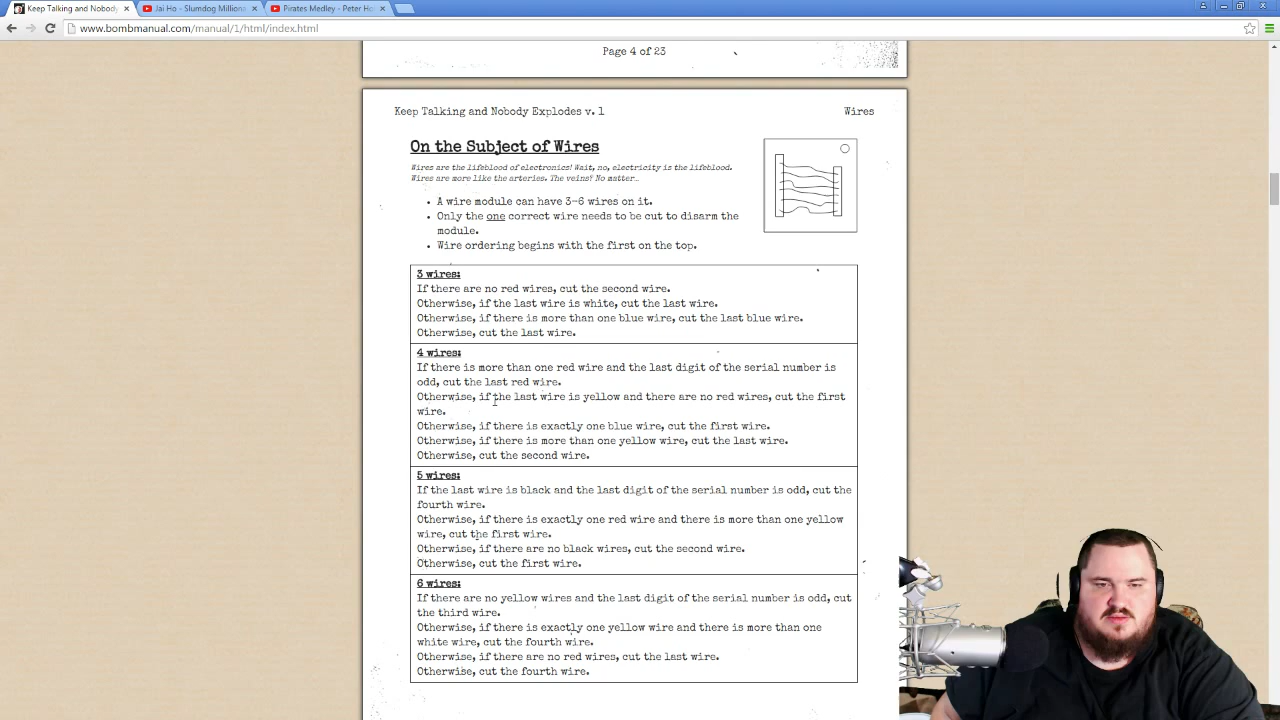 Keep Talking and Nobody
Jai Ho - Slumdog Million
Pirates Medley - Peter Ho
www.bombmanual.com/manual/1/html/index.html
Page 4 of 23
Keep Talking and Nobody Explodes v. 1
Wires
On the Subject of Wires
Wires are the lifeblood of electronics! Wait, no, electricity is the lifeblood.
Wires are more like the arteries. The veins? No matter…
• A wire module can have 3-6 wires on it.
• Only the one correct wire needs to be cut to disarm the
module.
• Wire ordering begins with the first on the top.
3 wires:
If there are no red wires, cut the second wire.
Otherwise, if the last wire is white, cut the last wire.
Otherwise, if there is more than one blue wire, cut the last blue wire.
Otherwise, cut the last wire.
4 wires:
If there is more than one red wire and the last digit of the serial number is
odd, cut the last red wire.
Otherwise, if the last wire is yellow and there are no red wires, cut the first
wire.
Otherwise, if there is exactly one blue wire, cut the first wire.
Otherwise, if there is more than one yellow wire, cut the last wire.
Otherwise, cut the second wire.
5 wires:
If the last wire is black and the last digit of the serial number is odd, cut the
fourth wire.
Otherwise, if there is exactly one red wire and there is more than one yellow
wire, cut the first wire.
Otherwise, if there are no black wires, cut the second wire.
Otherwise, cut the first wire.
6 wires:
If there are no yellow wires and the last digit of the serial number is odd, cut
the third wire.
Otherwise, if there is exactly one yellow wire and there is more than one
white wire, cut the fourth wire.
Otherwise, if there are no red wires, cut the last wire.
Otherwise, cut the fourth wire.